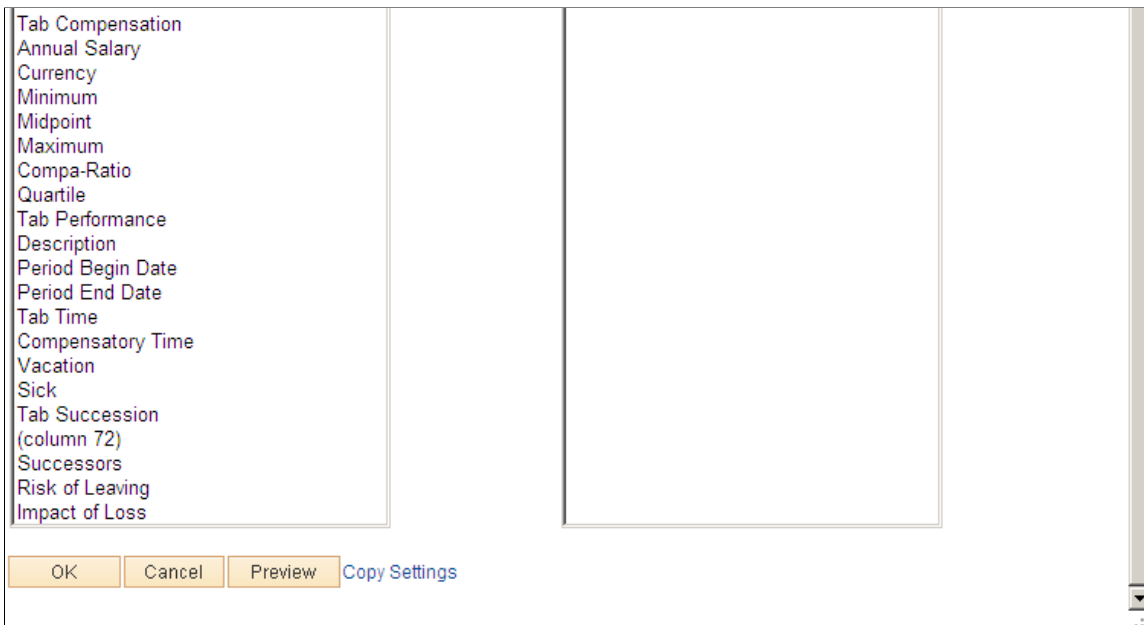 Tab Compensation
Annual Salary
Currency
Minimum
Midpoint
Maximum
Compa-Ratio
Quartile
Tab Performance
Description
Period Begin Date
Period End Date
Tab Time
Compensatory Time
Vacation
Sick
Tab Succession
(column 72)
Successors
Risk of Leaving
Impact of Loss
OK Cancel Preview Copy Settings